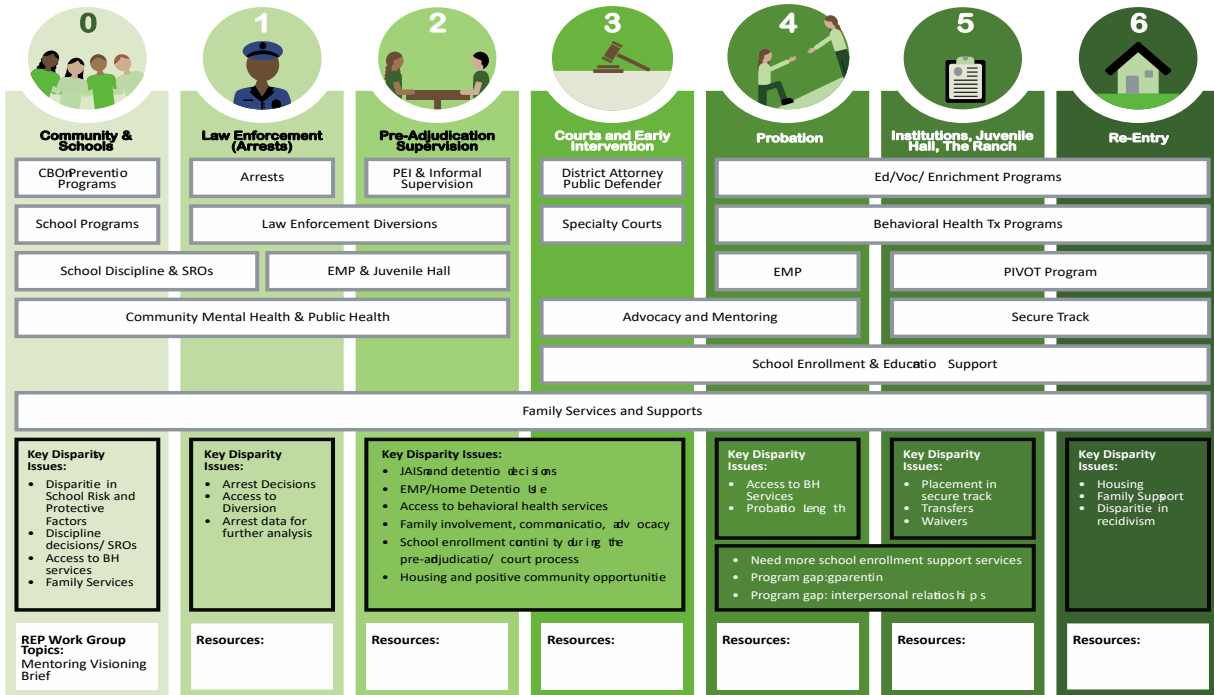 0
1
2
3
4
5
6
Community &
Schools
Law Enforcement
(Arrests)
Pre-Adjudication
Supervision
Courts and Early
Intervention
Probation
Institutions, Juvenile
Hall, The Ranch
Re-Entry
CBOnPreventio
Programs
Arrests
PEI & Informal
Supervision
District Attorney
Public Defender
Ed/Voc/ Enrichment Programs
School Programs
Law Enforcement Diversions
Specialty Courts
Behavioral Health Tx Programs
School Discipline & SROs
EMP & Juvenile Hall
EMP
PIVOT Program
Community Mental Health & Public Health
Advocacy and Mentoring
Secure Track
School Enrollment & Educatio Support
Family Services and Supports
Key Disparity
Issues:
• Disparitie in
School Risk and
Protective
Factors
• Discipline
decisions/ SROs
• Access to BH
services
• Family Services
Key Disparity
Issues:
• Arrest Decisions
• Access to
Diversion
• Arrest data for
further analysis
Key Disparity Issues:
• JAISnand detentio decisions
• EMP/Home Detentio Use
• Access to behavioral health services
• Family involvement, communicatio, advocacy
• School enrollment continity during the
pre-adjudicatio/ court process
• Housing and positive community opportunitie
Key Disparity
Issues:
• Access to BH
Services
• Probatio Length
Key Disparity
Issues:
• Placement in
secure track
• Transfers
• Waivers
• Need more school enrollment support services
• Program gap:gparentin
• Program gap: interpersonal relatioships
Key Disparity
Issues:
• Housing
• Family Support
• Disparitie in
recidivism
REP Work Group
Topics:
Mentoring Visioning
Brief
Resources:
Resources:
Resources:
Resources:
Resources:
Resources: